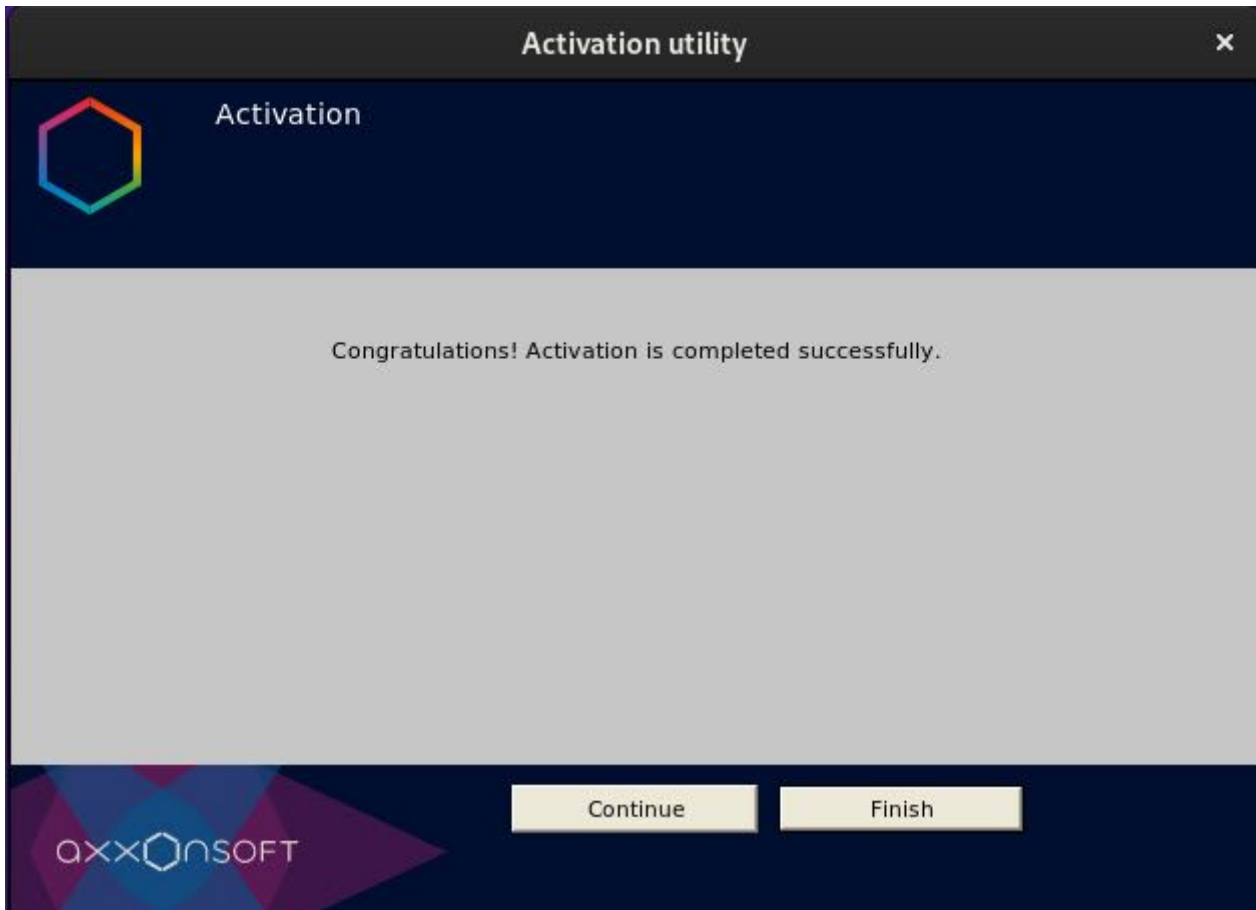 Activation utility
Activation
Congratulations! Activation is completed successfully.
Continue
Finish
axxonsoft